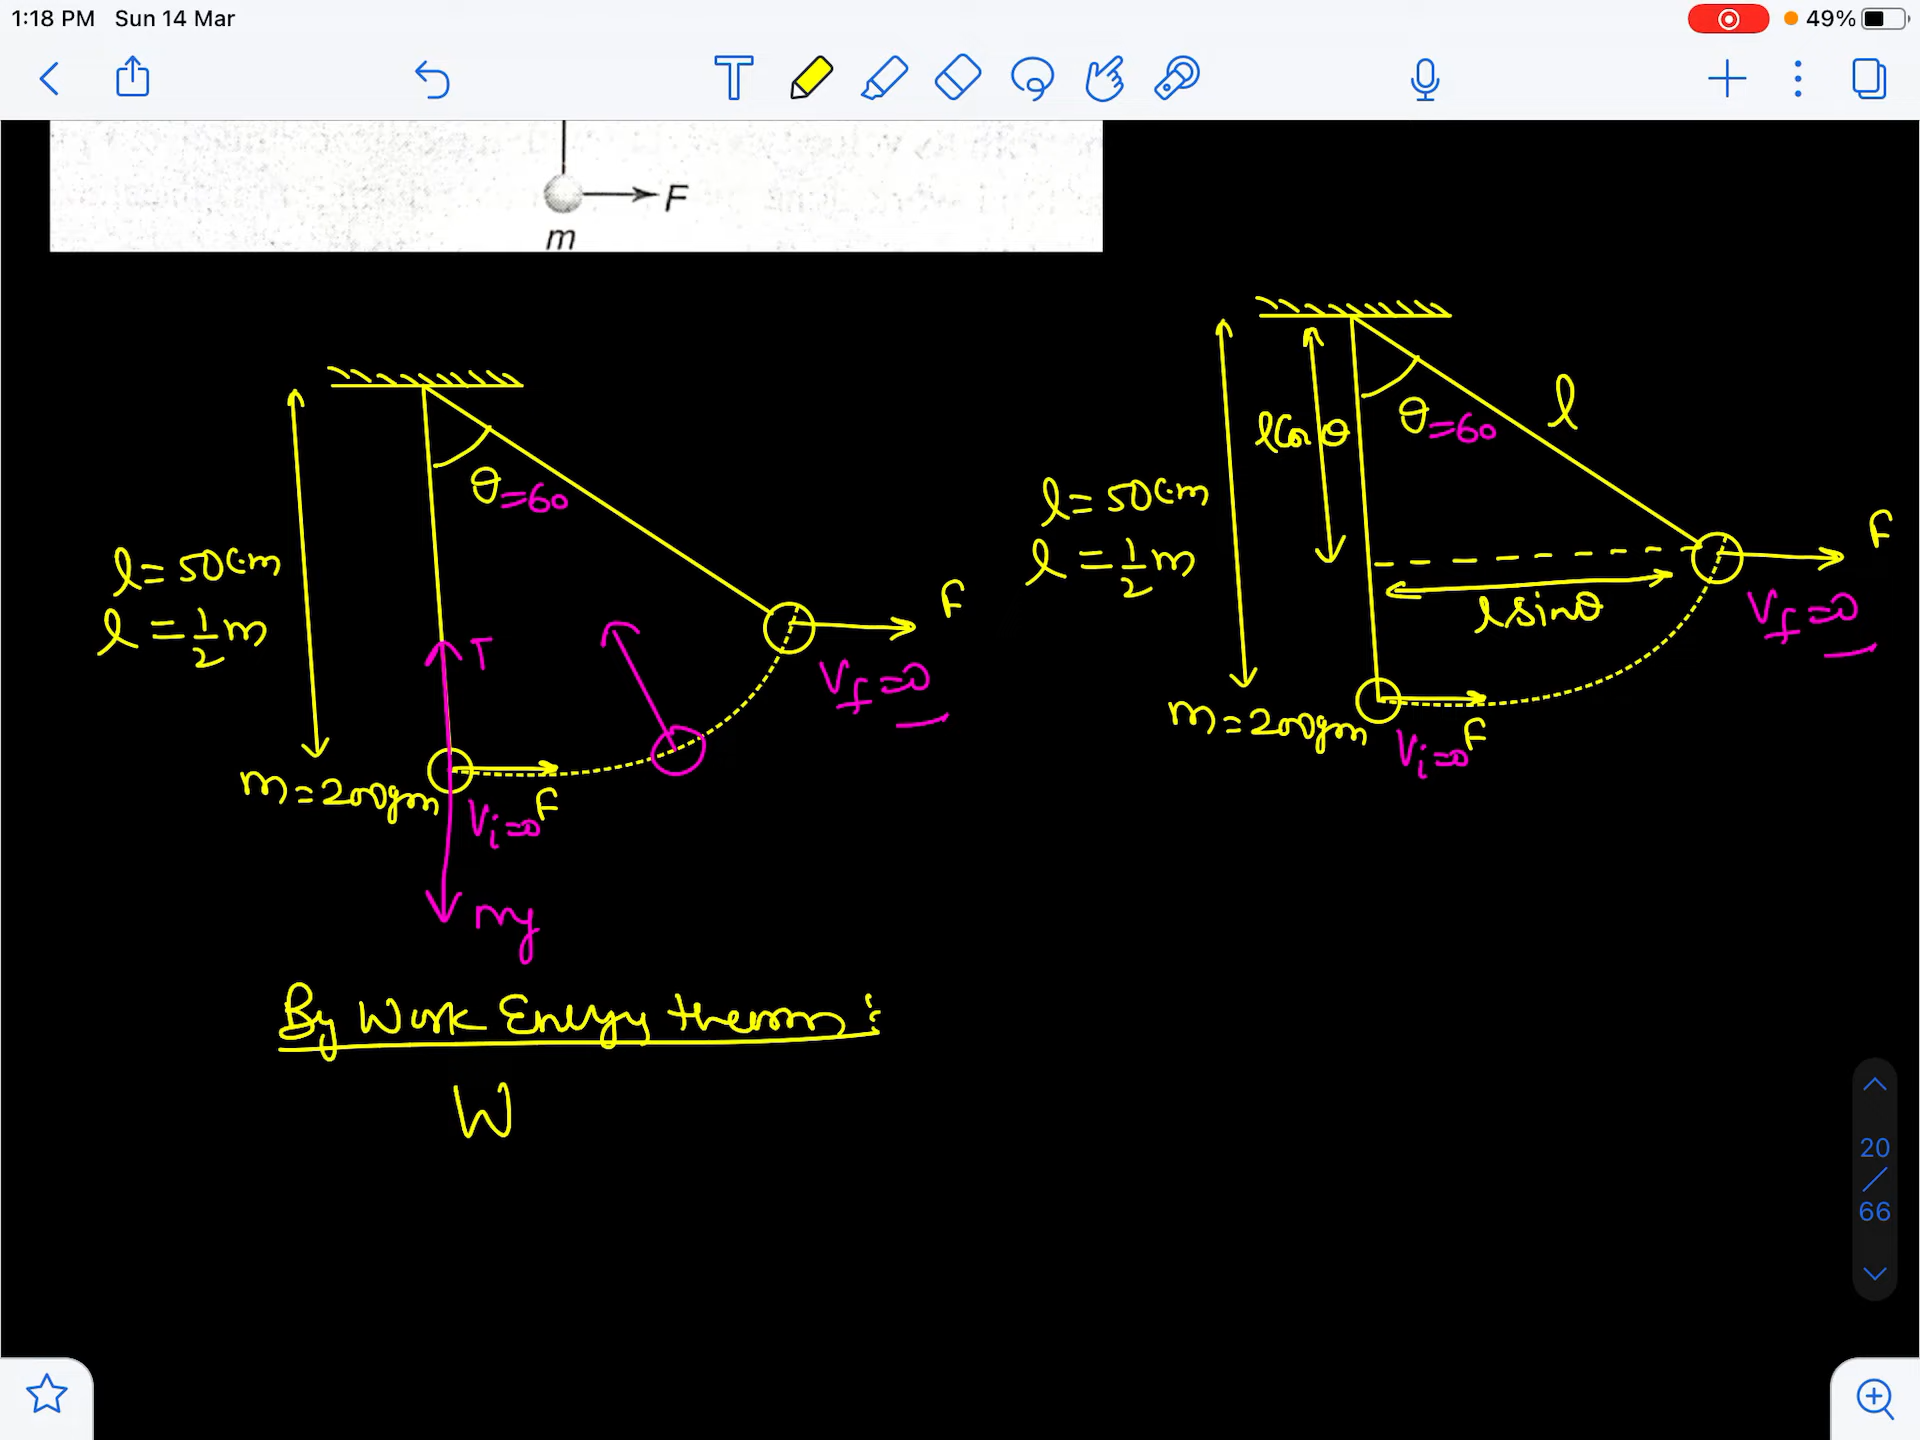 1:18 PM Sun 14 Mar
49%
T
F
m
θ=60
l=50cm
l=1/2m
T
F
Vf=0
m=200gm
F
Vi=0
mg
lCosθ
θ=60
l
l=50cm
l=1/2m
F
lsinθ
Vf=0
m=200gm
F
Vi=0
By Work Energy therom :
W
20
/
66